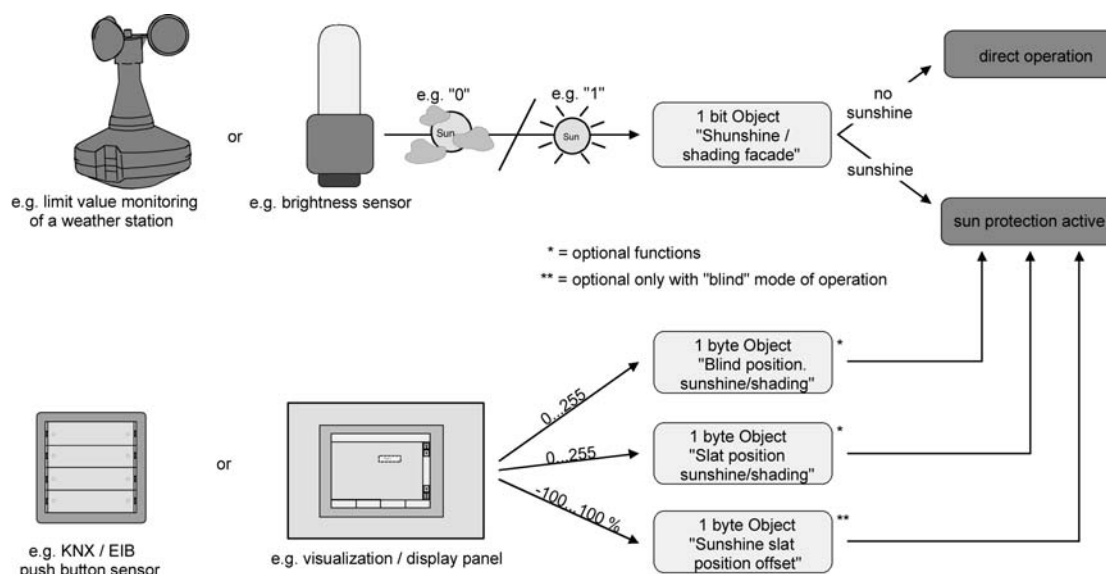 direct operation
e.g. "0"
e.g. "1"
no
sunshine
or
Sun
Sun
1 bit Object
"Shunshine /
shading facade"
sunshine
e.g. limit value monitoring
of a weather station
e.g. brightness sensor
sun protection active
* = optional functions
** = optional only with "blind" mode of operation
1 byte Object
"Blind position.
sunshine/shading"
*
0...255
1 byte Object
"Slat position
sunshine/shading"
*
or
0...255
-100...100 %
1 byte Object
"Sunshine slat
position offset"
**
e.g. KNX / EIB
push button sensor
e.g. visualization / display panel